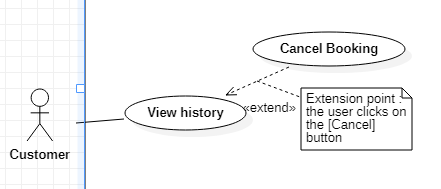 Cancel Booking
View history
«extend»
Extension point :
the user clicks on
the [Cancel]
button
Customer